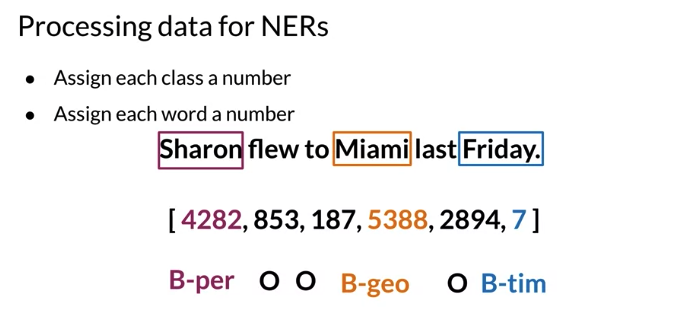 Processing data for NERs
● Assign each class a number
● Assign each word a number
Sharon flew to Miami last Friday.
[ 4282, 853, 187, 5388, 2894, 7 ]
B-per O O B-geo O B-tim